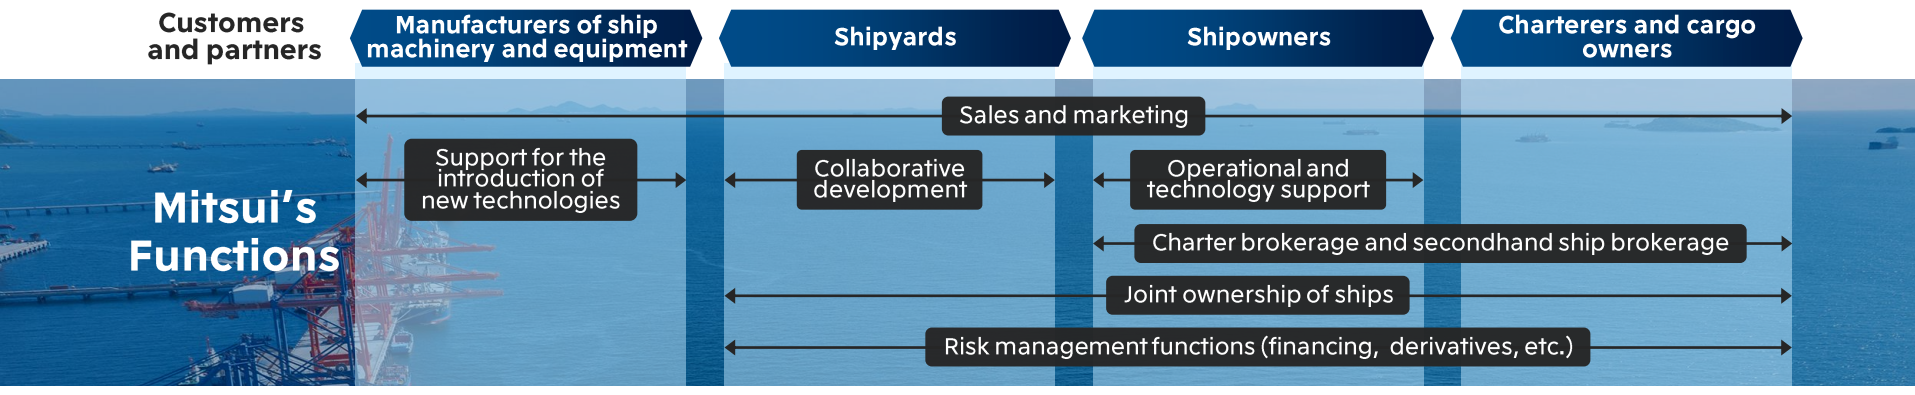 Customers
and partners
Manufacturers of ship
machinery and equipment
Shipyards
Shipowners
Charterers and cargo
owners
Mitsui’s
Functions
Sales and marketing
Support for the
introduction of
new technologies
Collaborative
development
Operational and
technology support
Charter brokerage and secondhand ship brokerage
Joint ownership of ships
Risk management functions (financing, derivatives, etc.)